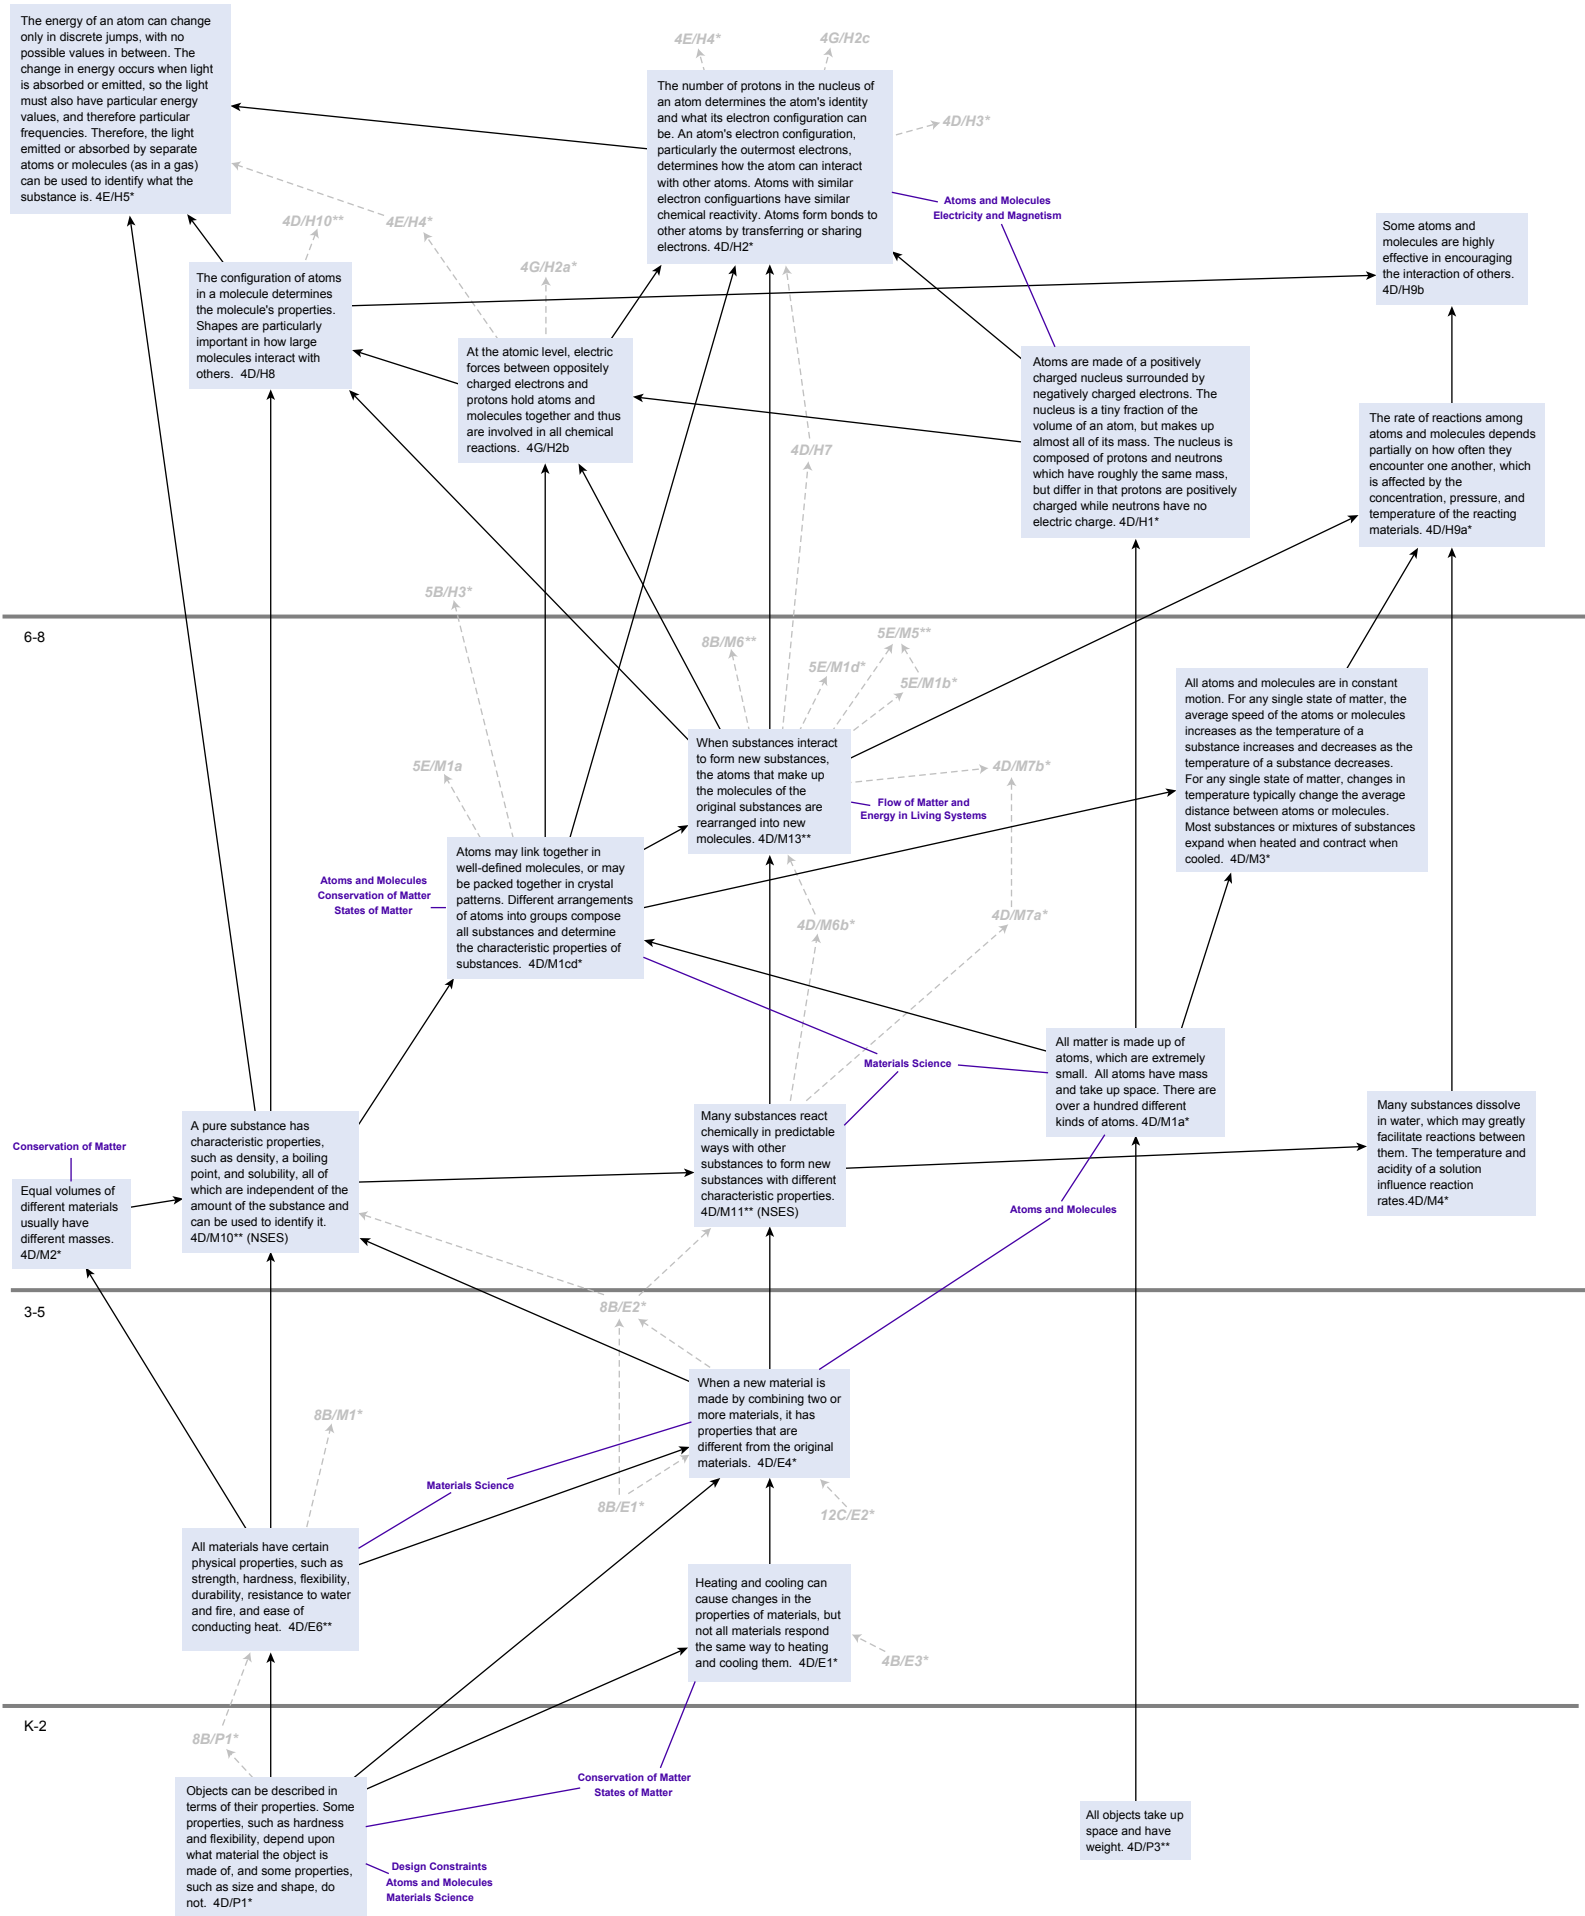 The energy of an atom can change
only in discrete jumps, with no
possible values in between. The
change in energy occurs when light
is absorbed or emitted, so the light
must also have particular energy
values, and therefore particular
frequencies. Therefore, the light
emitted or absorbed by separate
atoms or molecules (as in a gas)
can be used to identify what the
substance is. 4E/H5*
4E/H4*
4G/H2c
The number of protons in the nucleus of
an atom determines the atom's identity
and what its electron configuration can
be. An atom's electron configuration,
particularly the outermost electrons,
determines how the atom can interact
with other atoms. Atoms with similar
electron configuartions have similar
chemical reactivity. Atoms form bonds to
other atoms by transferring or sharing
electrons. 4D/H2*
4D/H3*
Atoms and Molecules
Electricity and Magnetism
4D/H10**
4E/H4*
4G/H2a*
Some atoms and
molecules are highly
effective in encouraging
the interaction of others.
4D/H9b
The configuration of atoms
in a molecule determines
the molecule's properties.
Shapes are particularly
important in how large
molecules interact with
others. 4D/H8
At the atomic level, electric
forces between oppositely
charged electrons and
protons hold atoms and
molecules together and thus
are involved in all chemical
reactions. 4G/H2b
4D/H7
Atoms are made of a positively
charged nucleus surrounded by
negatively charged electrons. The
nucleus is a tiny fraction of the
volume of an atom, but makes up
almost all of its mass. The nucleus is
composed of protons and neutrons
which have roughly the same mass,
but differ in that protons are positively
charged while neutrons have no
electric charge. 4D/H1*
The rate of reactions among
atoms and molecules depends
partially on how often they
encounter one another, which
is affected by the
concentration, pressure, and
temperature of the reacting
materials. 4D/H9a*
5B/H3*
6-8
8B/M6**
5E/M5**
5E/M1d*
5E/M1b*
All atoms and molecules are in constant
motion. For any single state of matter, the
average speed of the atoms or molecules
increases as the temperature of a
substance increases and decreases as the
temperature of a substance decreases.
For any single state of matter, changes in
temperature typically change the average
distance between atoms or molecules.
Most substances or mixtures of substances
expand when heated and contract when
cooled. 4D/M3*
When substances interact
to form new substances,
the atoms that make up
the molecules of the
original substances are
rearranged into new
molecules. 4D/M13**
5E/M1a
4D/M7b*
Flow of Matter and
Energy in Living Systems
Atoms may link together in
well-defined molecules, or may
be packed together in crystal
patterns. Different arrangements
of atoms into groups compose
all substances and determine
the characteristic properties of
substances. 4D/M1cd*
Atoms and Molecules
Conservation of Matter
States of Matter
4D/M6b*
4D/M7a*
Materials Science
All matter is made up of
atoms, which are extremely
small. All atoms have mass
and take up space. There are
over a hundred different
kinds of atoms. 4D/M1a*
Many substances dissolve
in water, which may greatly
facilitate reactions between
them. The temperature and
acidity of a solution
influence reaction
rates.4D/M4*
Many substances react
chemically in predictable
ways with other
substances to form new
substances with different
characteristic properties.
4D/M11** (NSES)
A pure substance has
characteristic properties,
such as density, a boiling
point, and solubility, all of
which are independent of the
amount of the substance and
can be used to identify it.
4D/M10** (NSES)
Conservation of Matter
Equal volumes of
different materials
usually have
different masses.
4D/M2*
Atoms and Molecules
3-5
8B/E2*
When a new material is
made by combining two or
more materials, it has
properties that are
different from the original
materials. 4D/E4*
8B/M1*
Materials Science
8B/E1*
12C/E2*
All materials have certain
physical properties, such as
strength, hardness, flexibility,
durability, resistance to water
and fire, and ease of
conducting heat. 4D/E6**
Heating and cooling can
cause changes in the
properties of materials, but
not all materials respond
the same way to heating
and cooling them. 4D/E1*
4B/E3*
K-2
8B/P1*
Objects can be described in
terms of their properties. Some
properties, such as hardness
and flexibility, depend upon
what material the object is
made of, and some properties,
such as size and shape, do
not. 4D/P1*
Conservation of Matter
States of Matter
Design Constraints
Atoms and Molecules
Materials Science
All objects take up
space and have
weight. 4D/P3**